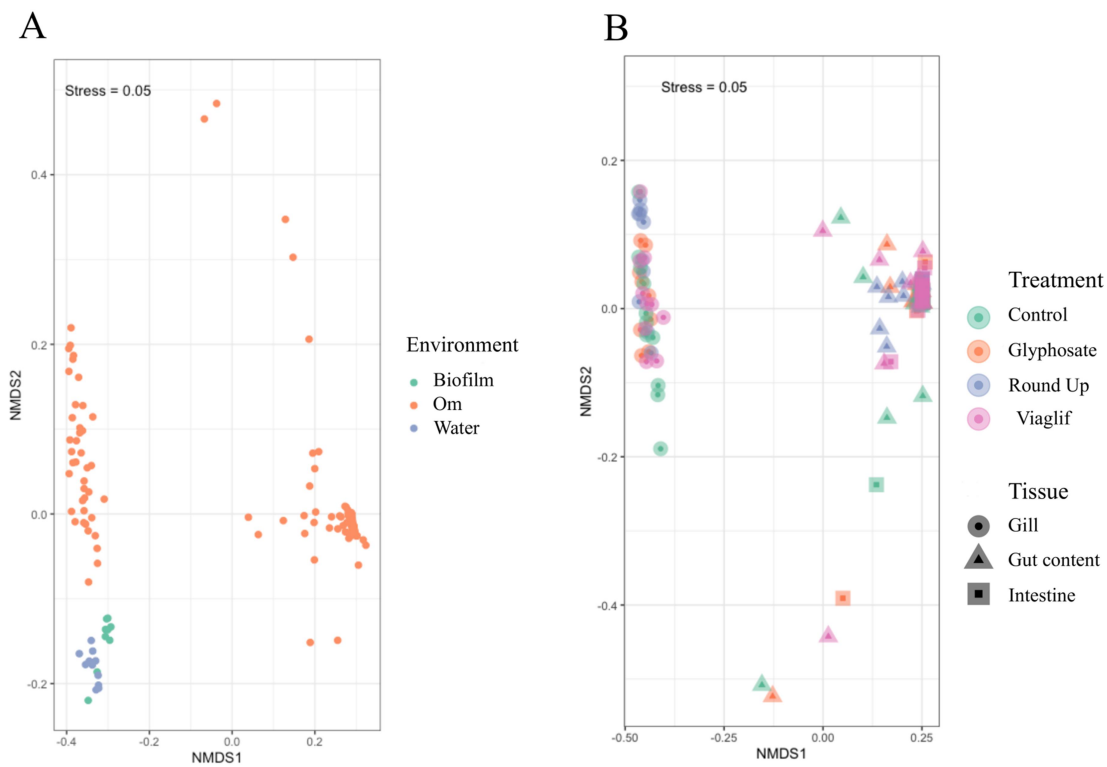 A
Stress = 0.05
0.4
0.2
0.0
-0.2
NMDS2
-0.4
-0.2
0.0
0.2
NMDS1
Environment
Biofilm
Om
Water
B
Stress = 0.05
0.2
0.0
-0.2
-0.4
NMDS2
-0.50
-0.25
0.00
0.25
NMDS1
Treatment
Control
Glyphosate
Round Up
Viaglif
Tissue
Gill
Gut content
Intestine